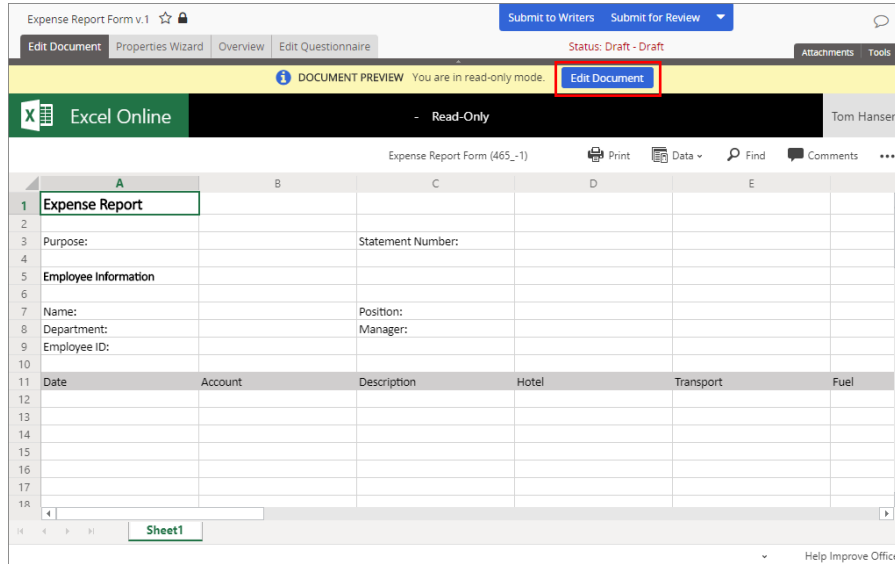 Expense Report Form v.1 Submit to Writers Submit for Review
Edit Document Properties Wizard Overview Edit Questionnaire Status: Draft - Draft Attachments Tools
DOCUMENT PREVIEW You are in read-only mode. Edit Document
Excel Online - Read-Only Tom Hansen
Expense Report Form (465_-1) Print Data Find Comments
A B C D E
1 Expense Report
2
3 Purpose: Statement Number:
4
5 Employee Information
6
7 Name: Position:
8 Department: Manager:
9 Employee ID:
10
11 Date Account Description Hotel Transport Fuel
12
13
14
15
16
17
18
Sheet1
Help Improve Office